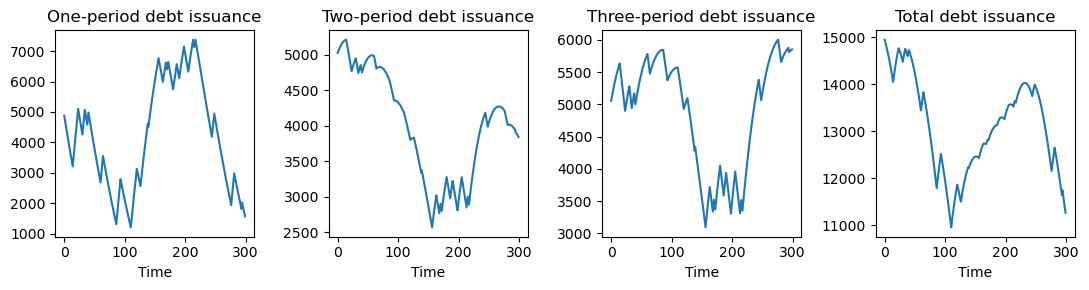 One-period debt issuance
7000
6000
5000
4000
3000
2000
1000
0 100 200 300
Time
Two-period debt issuance
5000
4500
4000
3500
3000
2500
0 100 200 300
Time
Three-period debt issuance
6000
5500
5000
4500
4000
3500
3000
0 100 200 300
Time
Total debt issuance
15000
14000
13000
12000
11000
0 200 300
Time